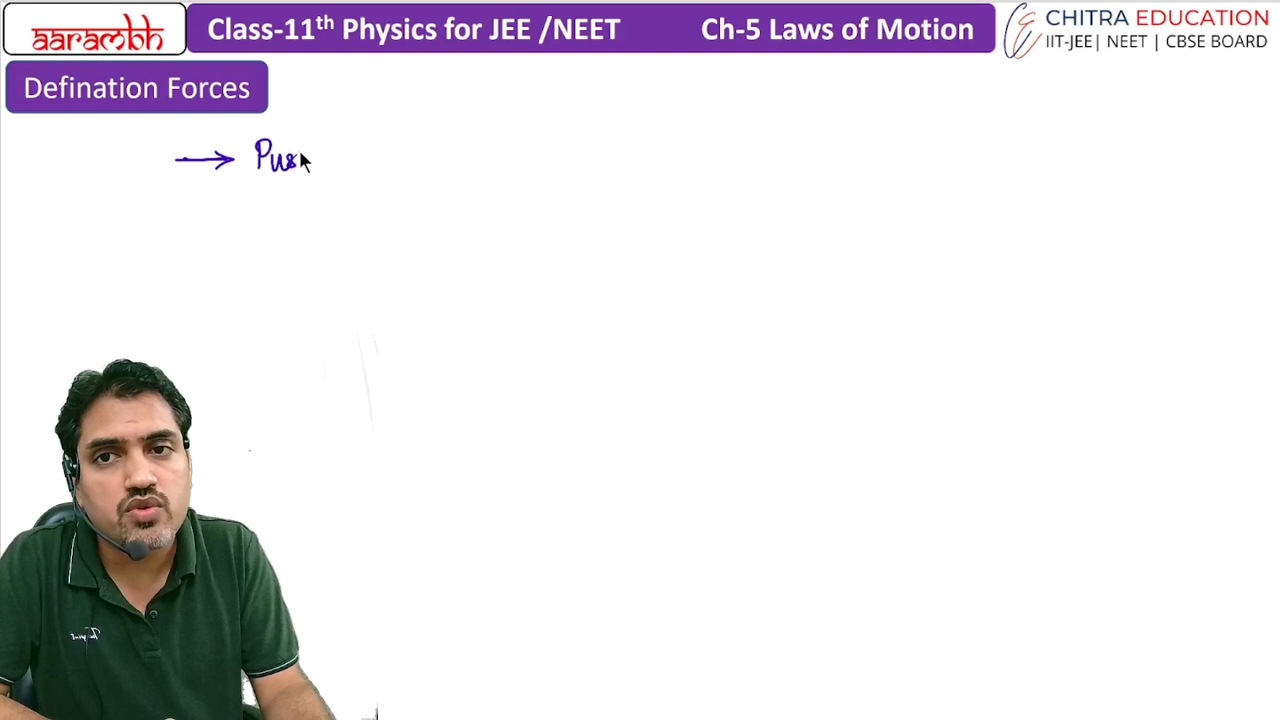 aarambh
Class-11th Physics for JEE /NEET Ch-5 Laws of Motion
CHITRA EDUCATION
IIT-JEE| NEET | CBSE BOARD
Defination Forces
→ Pus